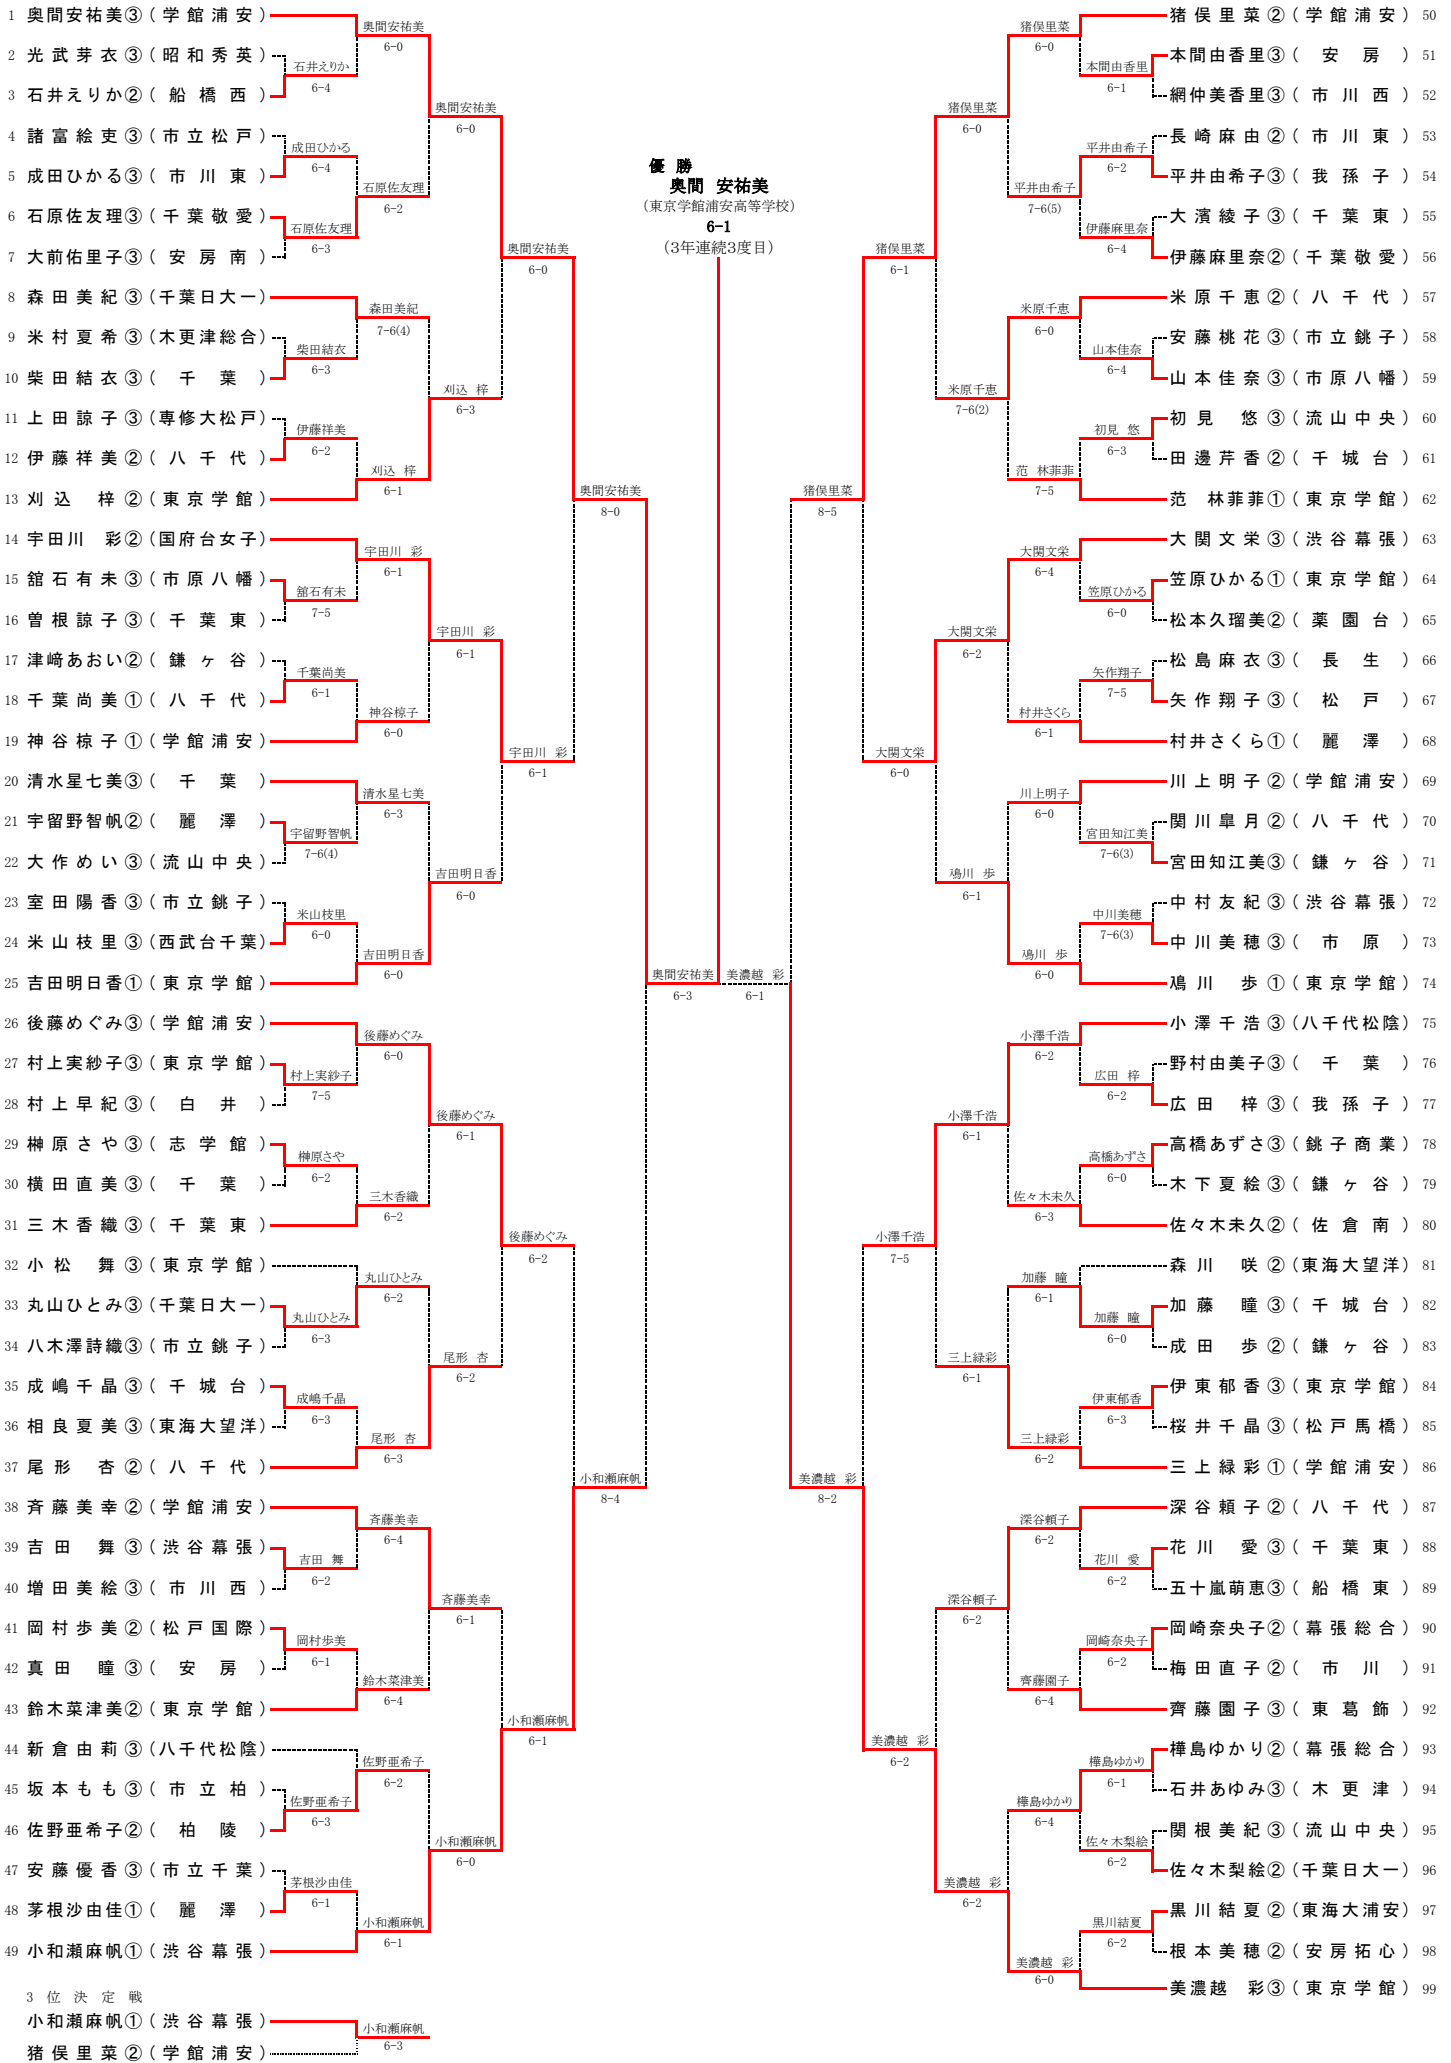 優 勝
奥間 安祐美
(東京学館浦安高等学校)
6-1
(3年連続3度目)
1 奥間安祐美③(学館浦安)
2 光武芽衣③(昭和秀英)
3 石井えりか②(船橋西)
4 諸富絵吏③(市立松戸)
5 成田ひかる③(市川東)
6 石原佐友理③(千葉敬愛)
7 大前佑里子③(安房南)
8 森田美紀③(千葉日大一)
9 米村夏希③(木更津総合)
10 柴田結衣③(千葉)
11 上田諒子③(専修大松戸)
12 伊藤祥美②(八千代)
13 刈込 梓②(東京学館)
14 宇田川 彩②(国府台女子)
15 舘石有未③(市原八幡)
16 曽根諒子③(千葉東)
17 津﨑あおい②(鎌ヶ谷)
18 千葉尚美①(八千代)
19 神谷椋子①(学館浦安)
20 清水星七美③(千葉)
21 宇留野智帆②(麗澤)
22 大作めい③(流山中央)
23 室田陽香③(市立銚子)
24 米山枝里③(西武台千葉)
25 吉田明日香①(東京学館)
26 後藤めぐみ③(学館浦安)
27 村上実紗子③(東京学館)
28 村上早紀③(白井)
29 榊原さや③(志学館)
30 横田直美③(千葉)
31 三木香織③(千葉東)
32 小松 舞③(東京学館)
33 丸山ひとみ③(千葉日大一)
34 八木澤詩織③(市立銚子)
35 成嶋千晶③(千城台)
36 相良夏美③(東海大望洋)
37 尾形 杏②(八千代)
38 斉藤美幸②(学館浦安)
39 吉田 舞③(渋谷幕張)
40 増田美絵③(市川西)
41 岡村歩美②(松戸国際)
42 真田 瞳③(安房)
43 鈴木菜津美②(東京学館)
44 新倉由莉③(八千代松陰)
45 坂本もも③(市立柏)
46 佐野亜希子②(柏陵)
47 安藤優香③(市立千葉)
48 茅根沙由佳①(麗澤)
49 小和瀬麻帆①(渋谷幕張)
石井えりか
6-4
成田ひかる
6-4
石原佐友理
6-3
柴田結衣
6-3
伊藤祥美
6-2
舘石有未
7-5
千葉尚美
6-1
宇留野智帆
7-6(4)
米山枝里
6-0
村上実紗子
7-5
榊原さや
6-2
丸山ひとみ
6-3
成嶋千晶
6-3
吉田 舞
6-2
岡村歩美
6-1
佐野亜希子
6-3
茅根沙由佳
6-1
奥間安祐美
6-0
石原佐友理
6-2
森田美紀
7-6(4)
刈込 梓
6-1
宇田川 彩
6-1
神谷椋子
6-0
清水星七美
6-3
吉田明日香
6-0
後藤めぐみ
6-0
三木香織
6-2
丸山ひとみ
6-2
尾形 杏
6-3
斉藤美幸
6-4
鈴木菜津美
6-4
佐野亜希子
6-2
小和瀬麻帆
6-1
奥間安祐美
6-0
刈込 梓
6-3
宇田川 彩
6-1
吉田明日香
6-0
後藤めぐみ
6-1
尾形 杏
6-2
斉藤美幸
6-1
小和瀬麻帆
6-0
奥間安祐美
6-0
宇田川 彩
6-1
後藤めぐみ
6-2
小和瀬麻帆
6-1
奥間安祐美
8-0
小和瀬麻帆
8-4
奥間安祐美
6-3
美濃越 彩
6-1
猪俣里菜
8-5
美濃越 彩
8-2
猪俣里菜
6-1
大関文栄
6-0
小澤千浩
7-5
美濃越 彩
6-2
猪俣里菜
6-0
米原千恵
7-6(2)
大関文栄
6-2
鳰川 歩
6-1
小澤千浩
6-1
三上緑彩
6-1
深谷頼子
6-2
美濃越 彩
6-2
猪俣里菜
6-0
平井由希子
7-6(5)
米原千恵
6-0
范 林菲菲
7-5
大関文栄
6-4
村井さくら
6-1
川上明子
6-0
鳰川 歩
6-0
小澤千浩
6-2
佐々木未久
6-3
加藤 瞳
6-1
三上緑彩
6-2
深谷頼子
6-2
齊藤園子
6-4
樺島ゆかり
6-4
美濃越 彩
6-0
本間由香里
6-1
平井由希子
6-2
伊藤麻里奈
6-4
山本佳奈
6-4
初見 悠
6-3
笠原ひかる
6-0
矢作翔子
7-5
宮田知江美
7-6(3)
中川美穂
7-6(3)
広田 梓
6-2
高橋あずさ
6-0
加藤 瞳
6-0
伊東郁香
6-3
花川 愛
6-2
岡崎奈央子
6-2
樺島ゆかり
6-1
佐々木梨絵
6-2
黒川結夏
6-2
猪俣里菜②(学館浦安) 50
本間由香里③(安房) 51
網仲美香里③(市川西) 52
長崎麻由②(市川東) 53
平井由希子③(我孫子) 54
大濱綾子③(千葉東) 55
伊藤麻里奈②(千葉敬愛) 56
米原千恵②(八千代) 57
安藤桃花③(市立銚子) 58
山本佳奈③(市原八幡) 59
初見 悠③(流山中央) 60
田邊芹香②(千城台) 61
范 林菲菲①(東京学館) 62
大関文栄③(渋谷幕張) 63
笠原ひかる①(東京学館) 64
松本久瑠美②(薬園台) 65
松島麻衣③(長生) 66
矢作翔子③(松戸) 67
村井さくら①(麗澤) 68
川上明子②(学館浦安) 69
関川皐月②(八千代) 70
宮田知江美③(鎌ヶ谷) 71
中村友紀③(渋谷幕張) 72
中川美穂③(市原) 73
鳰川 歩①(東京学館) 74
小澤千浩③(八千代松陰) 75
野村由美子③(千葉) 76
広田 梓③(我孫子) 77
高橋あずさ③(銚子商業) 78
木下夏絵③(鎌ヶ谷) 79
佐々木未久②(佐倉南) 80
森川 咲②(東海大望洋) 81
加藤 瞳③(千城台) 82
成田 歩②(鎌ヶ谷) 83
伊東郁香③(東京学館) 84
桜井千晶③(松戸馬橋) 85
三上緑彩①(学館浦安) 86
深谷頼子②(八千代) 87
花川 愛③(千葉東) 88
五十嵐萌恵③(船橋東) 89
岡崎奈央子②(幕張総合) 90
梅田直子②(市川) 91
齊藤園子③(東葛飾) 92
樺島ゆかり②(幕張総合) 93
石井あゆみ③(木更津) 94
関根美紀③(流山中央) 95
佐々木梨絵②(千葉日大一) 96
黒川結夏②(東海大浦安) 97
根本美穂②(安房拓心) 98
美濃越 彩③(東京学館) 99
3位決定戦
小和瀬麻帆①(渋谷幕張)
猪俣里菜②(学館浦安)
小和瀬麻帆
6-3